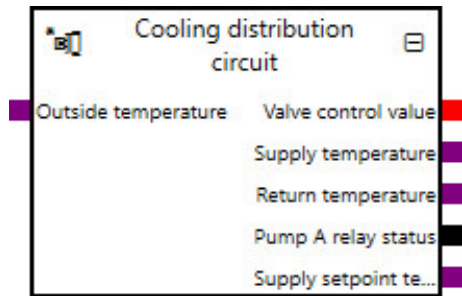 Cooling distribution
circuit
Outside temperature
Valve control value
Supply temperature
Return temperature
Pump A relay status
Supply setpoint te...